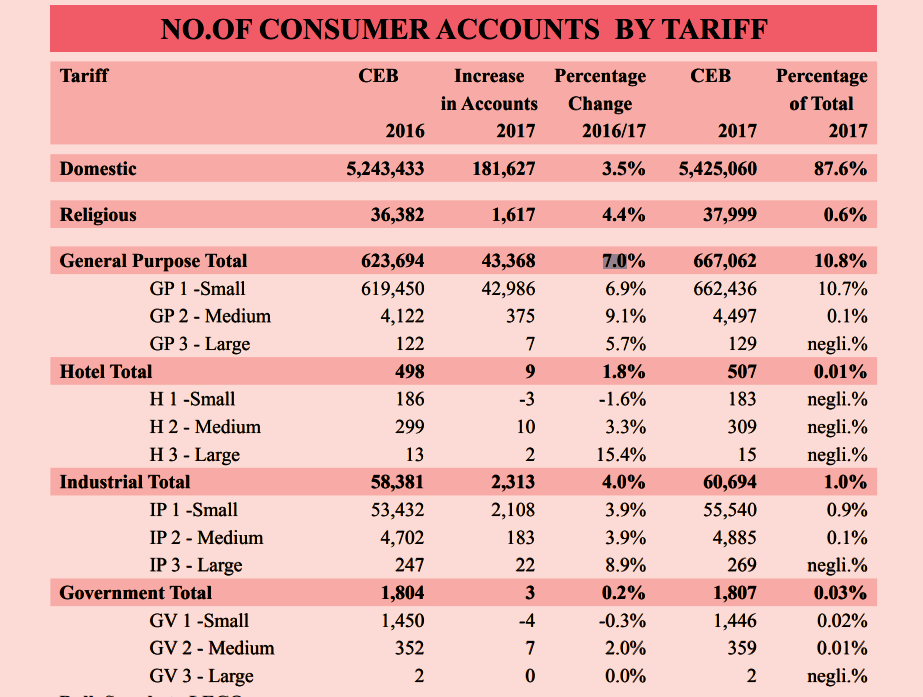 NO.OF CONSUMER ACCOUNTS BY TARIFF
Tariff CEB Increase Percentage CEB Percentage
in Accounts Change of Total
2016 2017 2016/17 2017 2017
Domestic 5,243,433 181,627 3.5% 5,425,060 87.6%
Religious 36,382 1,617 4.4% 37,999 0.6%
General Purpose Total 623,694 43,368 7.0% 667,062 10.8%
GP 1 -Small 619,450 42,986 6.9% 662,436 10.7%
GP 2 - Medium 4,122 375 9.1% 4,497 0.1%
GP 3 - Large 122 7 5.7% 129 negli.%
Hotel Total 498 9 1.8% 507 0.01%
H 1 -Small 186 -3 -1.6% 183 negli.%
H 2 - Medium 299 10 3.3% 309 negli.%
H 3 - Large 13 2 15.4% 15 negli.%
Industrial Total 58,381 2,313 4.0% 60,694 1.0%
IP 1 -Small 53,432 2,108 3.9% 55,540 0.9%
IP 2 - Medium 4,702 183 3.9% 4,885 0.1%
IP 3 - Large 247 22 8.9% 269 negli.%
Government Total 1,804 3 0.2% 1,807 0.03%
GV 1 -Small 1,450 -4 -0.3% 1,446 0.02%
GV 2 - Medium 352 7 2.0% 359 0.01%
GV 3 - Large 2 0 0.0% 2 negli.%